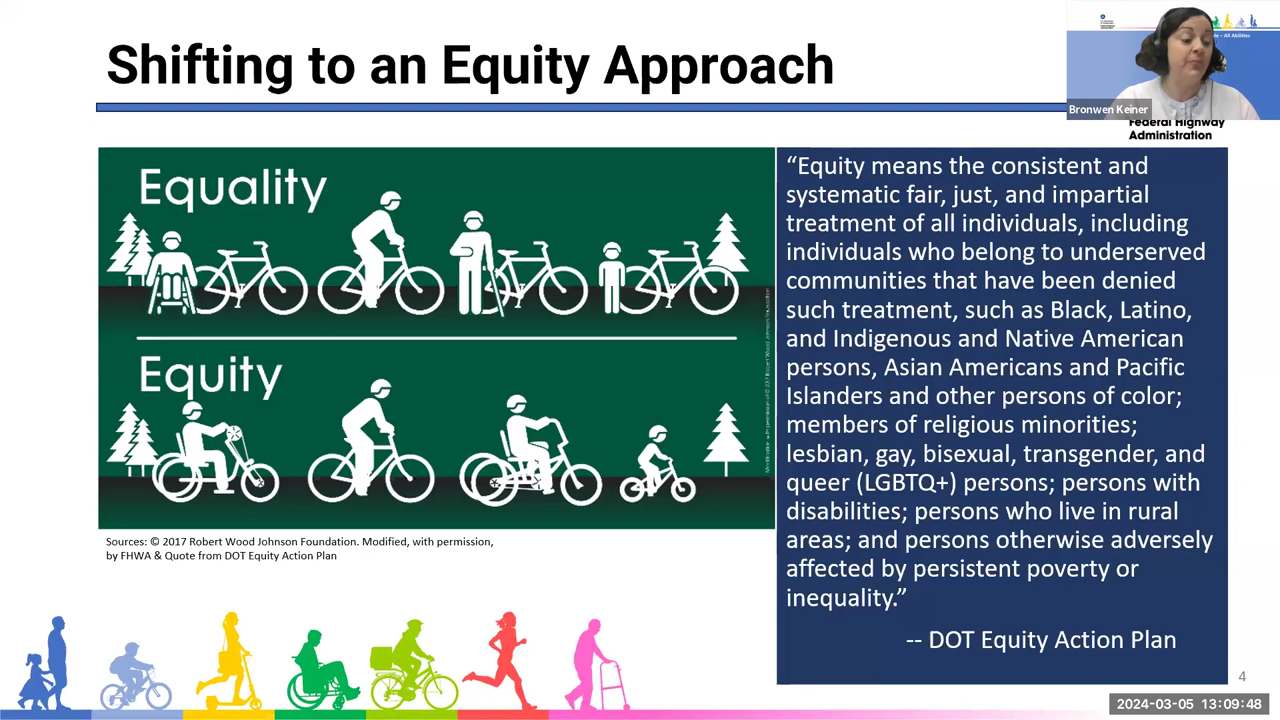 Shifting to an Equity Approach
Bronwen Keiner
Federal Highway
Administration
Equality
Equity
Sources: © 2017 Robert Wood Johnson Foundation. Modified, with permission,
by FHWA & Quote from DOT Equity Action Plan
“Equity means the consistent and
systematic fair, just, and impartial
treatment of all individuals, including
individuals who belong to underserved
communities that have been denied
such treatment, such as Black, Latino,
and Indigenous and Native American
persons, Asian Americans and Pacific
Islanders and other persons of color;
members of religious minorities;
lesbian, gay, bisexual, transgender, and
queer (LGBTQ+) persons; persons with
disabilities; persons who live in rural
areas; and persons otherwise adversely
affected by persistent poverty or
inequality.”
-- DOT Equity Action Plan
4
2024-03-05 13:09:48